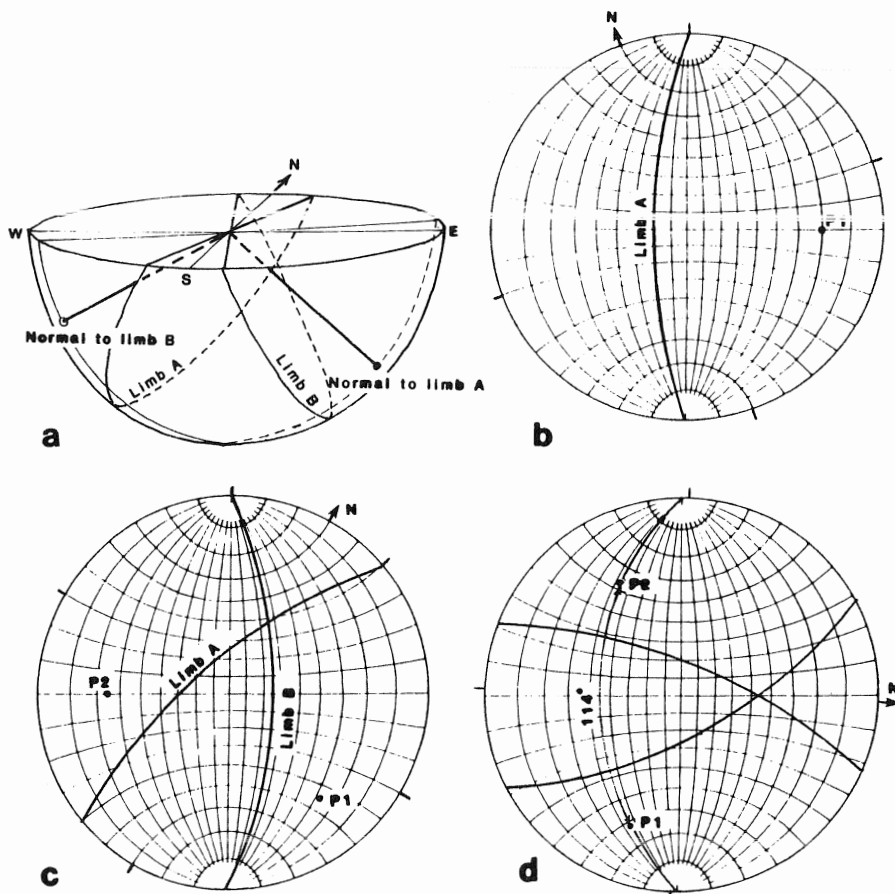 N
W
E
S
Normal to limb B
Limb A
Limb B
Normal to limb A
a
N
Limb A
b
N
Limb A
P2
Limb B
P1
c
P2
114°
N
P1
d